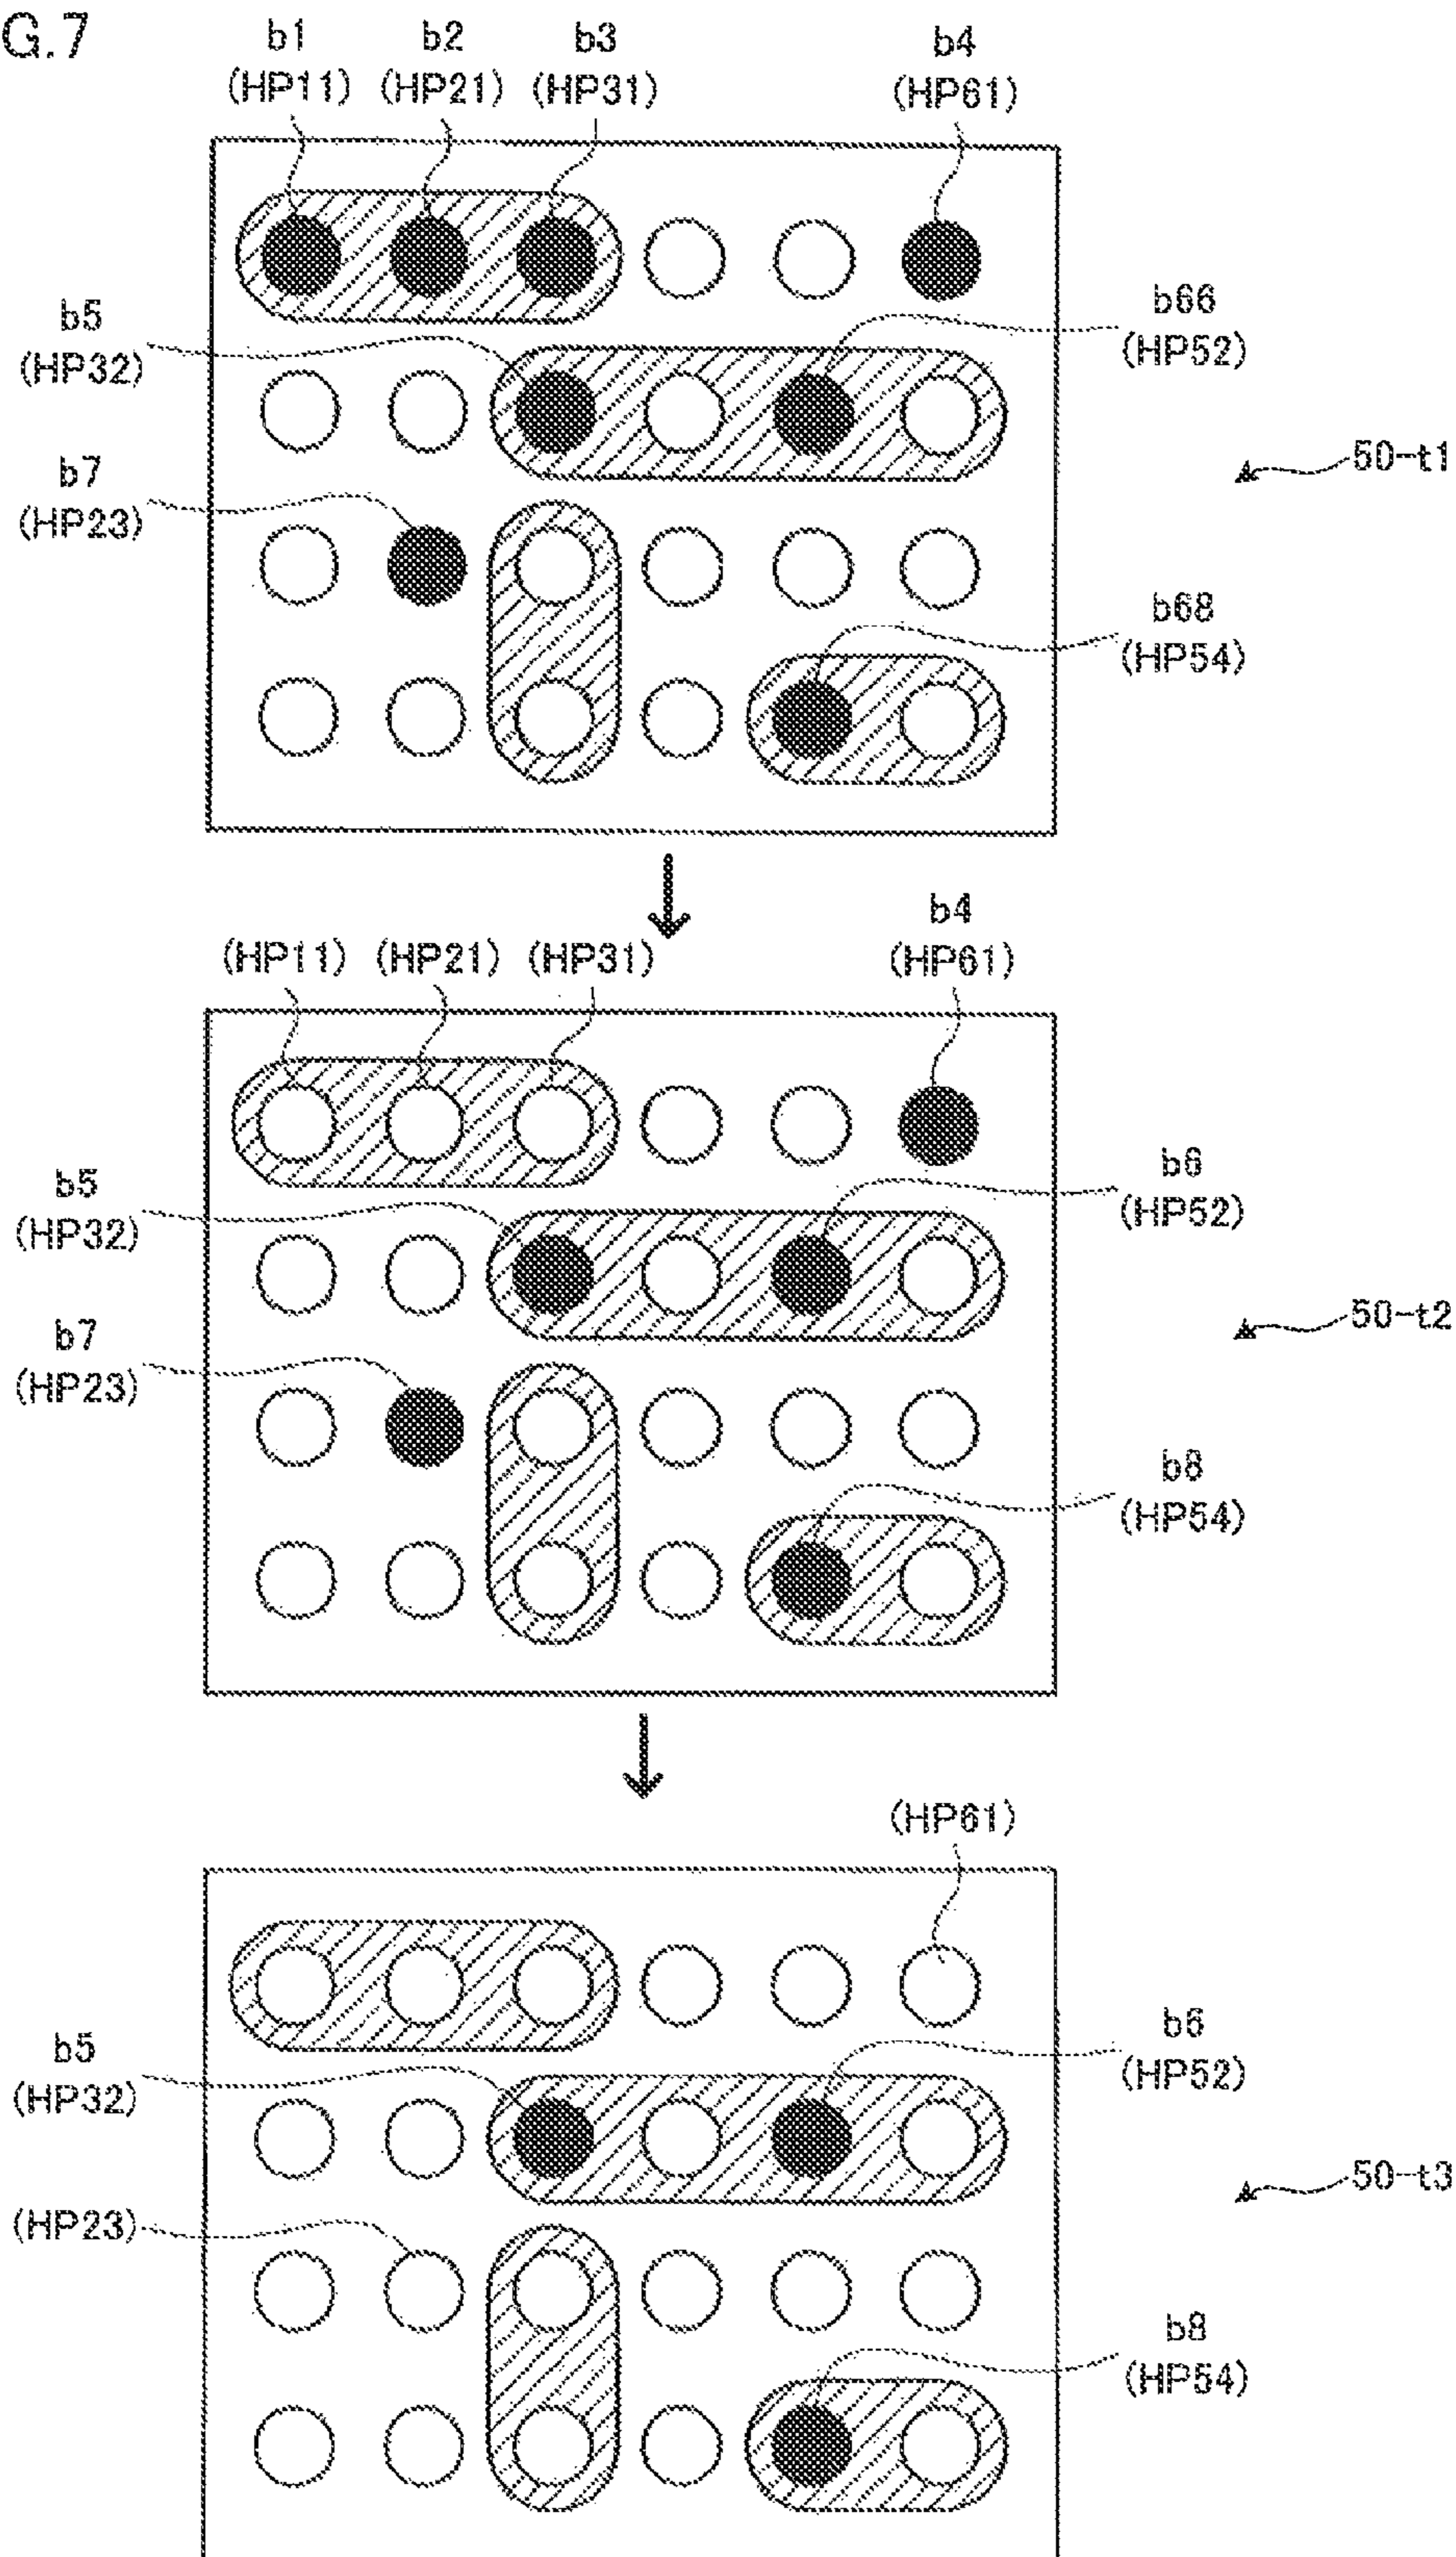 G.7
b1 b2 b3 b4
(HP11) (HP21) (HP31) (HP61)
b5
(HP32)
b66
(HP52)
b7
(HP23)
50-t1
b68
(HP54)
b4
(HP11) (HP21) (HP31) (HP61)
b5
(HP32)
b6
(HP52)
b7
(HP23)
50-t2
b8
(HP54)
(HP61)
b5
(HP32)
b6
(HP52)
(HP23)
50-t3
b8
(HP54)